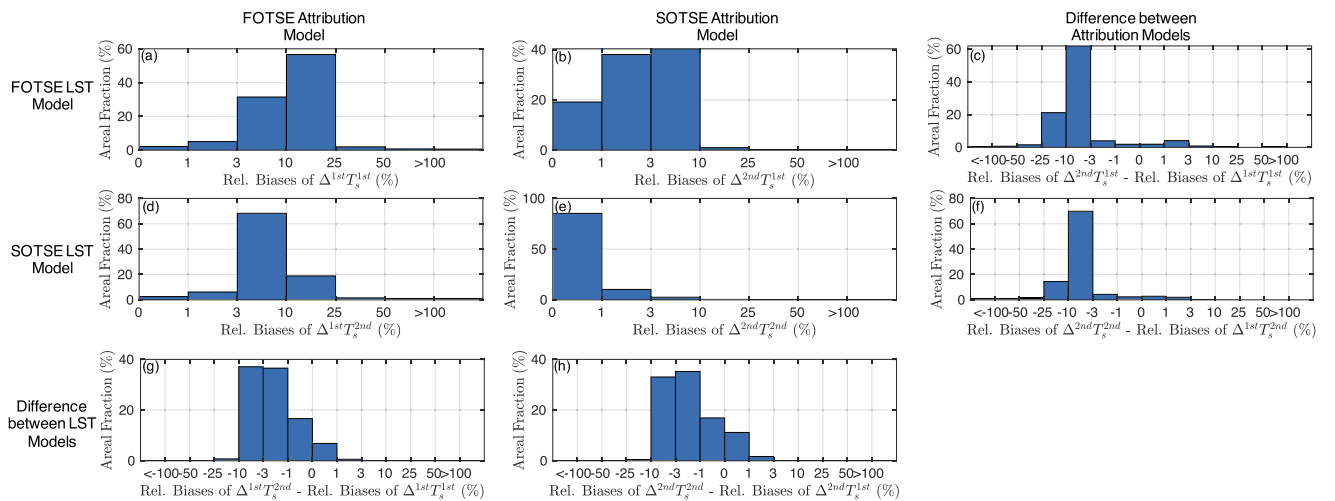 FOTSE Attribution
Model
SOTSE Attribution
Model
Difference between
Attribution Models
FOTSE LST
Model
Areal Fraction (%)
60
40
20
0
(a)
0 1 3 10 25 50 >100
Rel. Biases of Δ^{1st}T_s^{1st} (%)
Areal Fraction (%)
40
20
0
(b)
0 1 3 10 25 50 >100
Rel. Biases of Δ^{2nd}T_s^{1st} (%)
Areal Fraction (%)
60
40
20
0
(c)
<-100 -50 -25 -10 -3 -1 0 1 3 10 25 50 >100
Rel. Biases of Δ^{2nd}T_s^{1st} - Rel. Biases of Δ^{1st}T_s^{1st} (%)
SOTSE LST
Model
Areal Fraction (%)
80
60
40
20
0
(d)
0 1 3 10 25 50 >100
Rel. Biases of Δ^{1st}T_s^{2nd} (%)
Areal Fraction (%)
100
50
0
(e)
0 1 3 10 25 50 >100
Rel. Biases of Δ^{2nd}T_s^{2nd} (%)
Areal Fraction (%)
80
60
40
20
0
(f)
<-100 -50 -25 -10 -3 -1 0 1 3 10 25 50 >100
Rel. Biases of Δ^{2nd}T_s^{2nd} - Rel. Biases of Δ^{1st}T_s^{2nd} (%)
Difference
between LST
Models
Areal Fraction (%)
40
20
0
(g)
<-100 -50 -25 -10 -3 -1 0 1 3 10 25 50 >100
Rel. Biases of Δ^{1st}T_s^{2nd} - Rel. Biases of Δ^{1st}T_s^{1st} (%)
Areal Fraction (%)
40
20
0
(h)
<-100 -50 -25 -10 -3 -1 0 1 3 10 25 50 >100
Rel. Biases of Δ^{2nd}T_s^{2nd} - Rel. Biases of Δ^{2nd}T_s^{1st} (%)